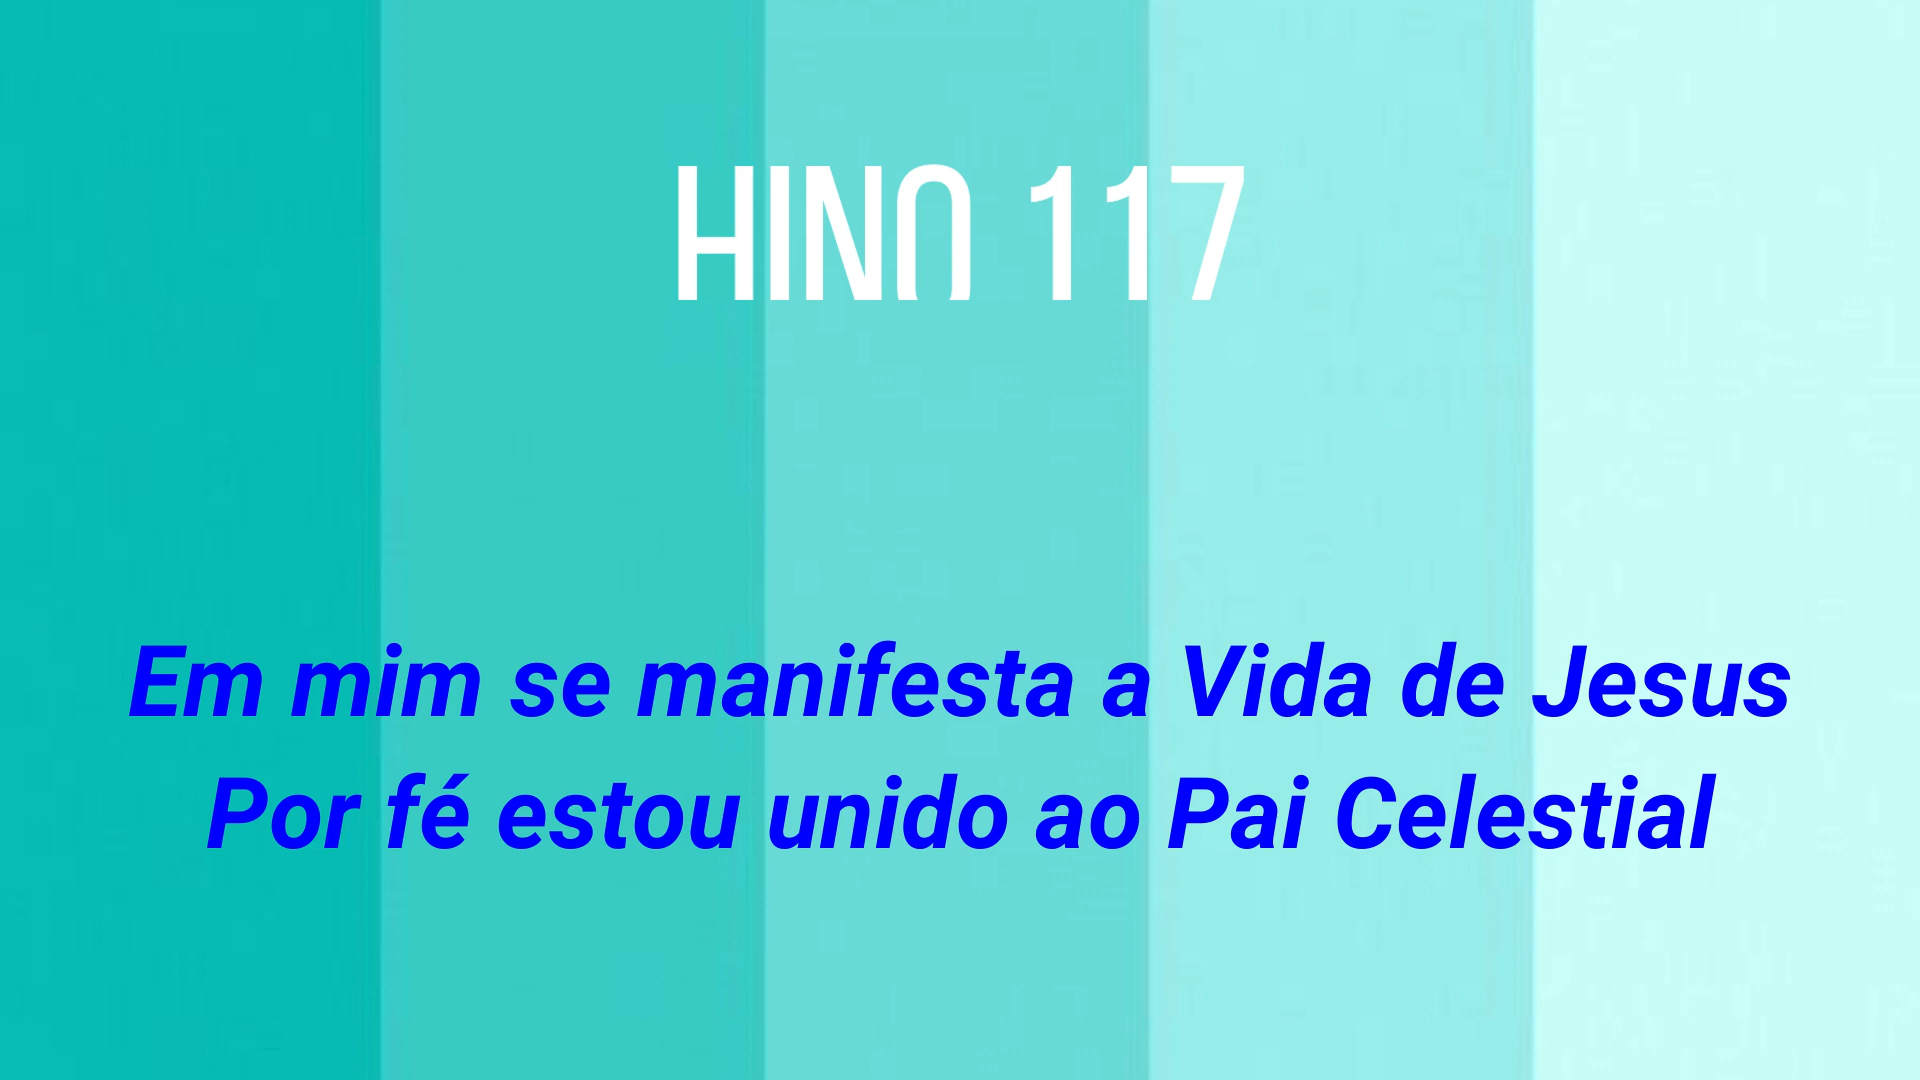 HINO 117
Em mim se manifesta a Vida de Jesus
Por fé estou unido ao Pai Celestial